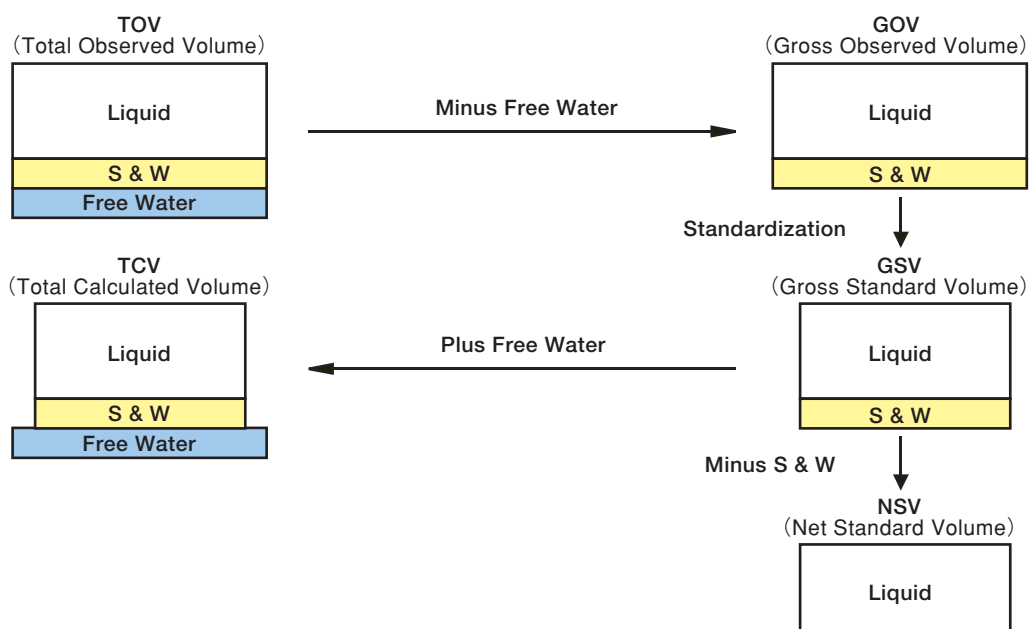 TOV
(Total Observed Volume)
Liquid
S & W
Free Water
Minus Free Water
GOV
(Gross Observed Volume)
Liquid
S & W
Standardization
TCV
(Total Calculated Volume)
Liquid
S & W
Free Water
Plus Free Water
GSV
(Gross Standard Volume)
Liquid
S & W
Minus S & W
NSV
(Net Standard Volume)
Liquid